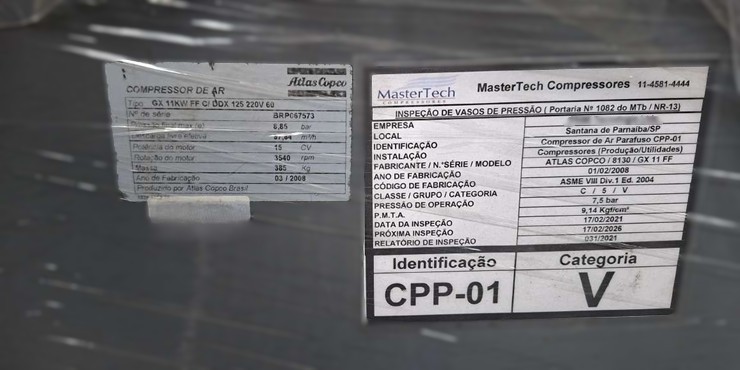 Atlas Copco
COMPRESSOR DE AR
Tipo GX 11KW FF C/ DDX 125 220V 60
Nº de série BRP067573
8,85 bar
m³/h
Potência do motor 15 CV
Rotação do motor 3540 rpm
Massa 385 Kg
Ano de Fabricação 03 / 2008
Produzido por Atlas Copco Brasil
MasterTech
COMPRESSORES
MasterTech Compressores 11-4581-4444
INSPEÇÃO DE VASOS DE PRESSÃO ( Portaria Nº 1082 do MTb / NR-13)
EMPRESA
LOCAL Santana de Parnaiba/SP
IDENTIFICAÇÃO Compressor de Ar Parafuso CPP-01
INSTALAÇÃO Compressores (Produção/Utilidades)
FABRICANTE / N.ºSÉRIE / MODELO ATLAS COPCO / 8130 / GX 11 FF
ANO DE FABRICAÇÃO 01/02/2008
CÓDIGO DE FABRICAÇÃO ASME VIII Div.1 Ed. 2004
CLASSE / GRUPO / CATEGORIA C / 5 / V
PRESSÃO DE OPERAÇÃO 7,5 bar
P.M.T.A. 9,14 Kgf/cm²
DATA DA INSPEÇÃO 17/02/2021
PRÓXIMA INSPEÇÃO 17/02/2026
RELATÓRIO DE INSPEÇÃO 031/2021
Identificação Categoria
CPP-01 V